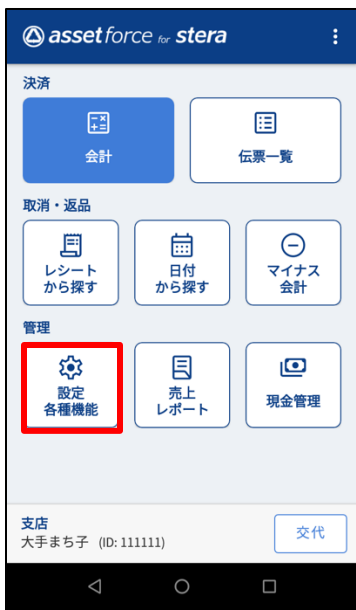 assetforce for stera
決済
会計
伝票一覧
取消・返品
レシート
から探す
日付
から探す
マイナス
会計
管理
設定
各種機能
売上
レポート
現金管理
支店
大手まち子 (ID: 111111)
交代